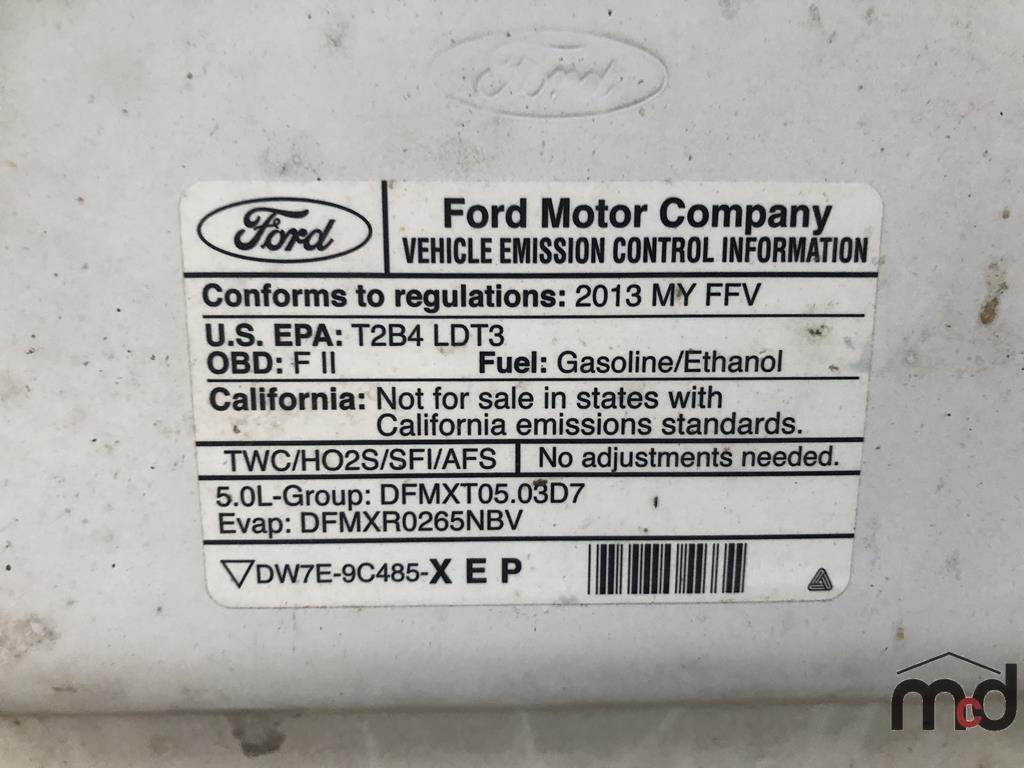 Ford
Ford
Ford Motor Company
VEHICLE EMISSION CONTROL INFORMATION
Conforms to regulations: 2013 MY FFV
U.S. EPA: T2B4 LDT3
OBD: F II Fuel: Gasoline/Ethanol
California: Not for sale in states with
California emissions standards.
TWC/HO2S/SFI/AFS No adjustments needed.
5.0L-Group: DFMXT05.03D7
Evap: DFMXR0265NBV
DW7E-9C485-X E P
mcd